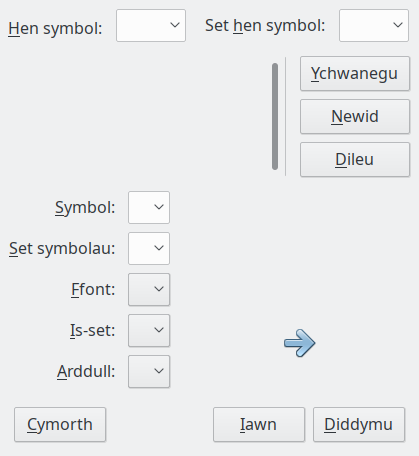 Hen symbol: Set hen symbol:
Ychwanegu
Newid
Dileu
Symbol:
Set symbolau:
Ffont:
Is-set:
Arddull:
Cymorth Iawn Diddymu